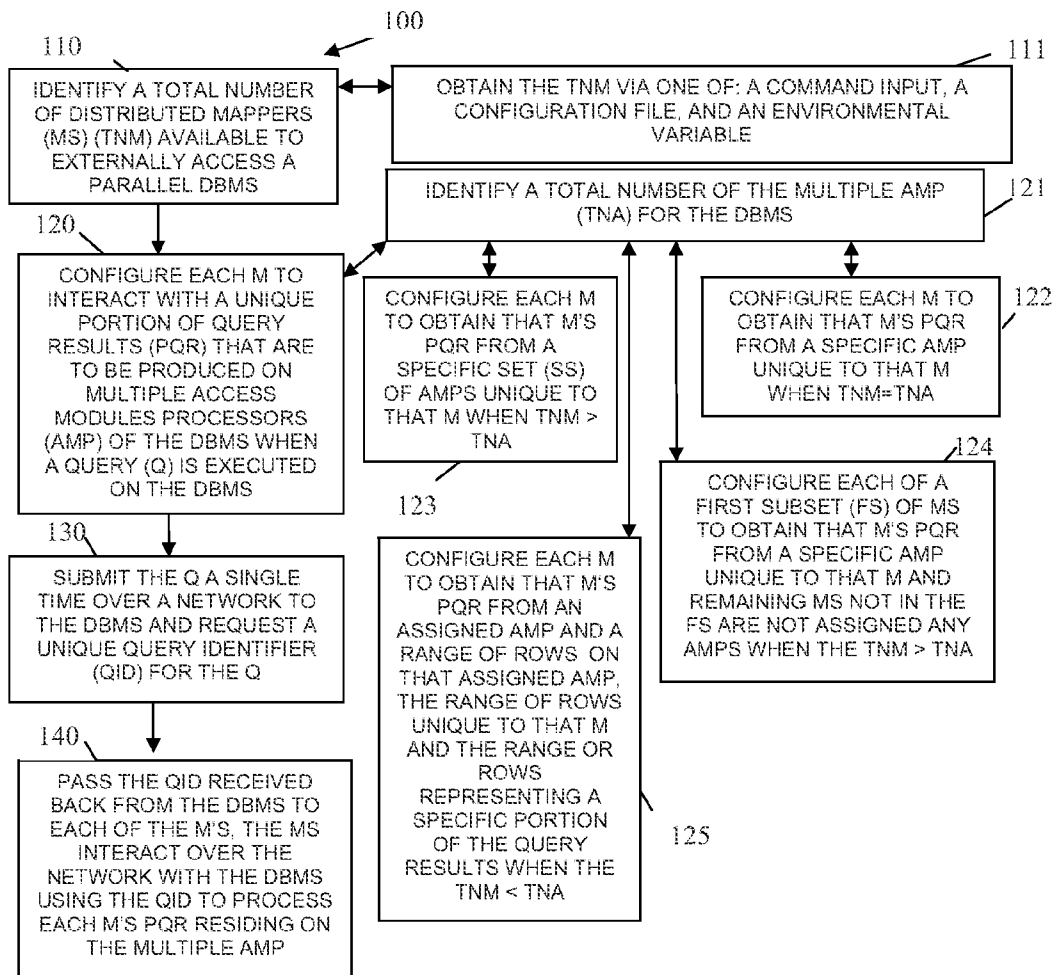 100
110
IDENTIFY A TOTAL NUMBER
OF DISTRIBUTED MAPPERS
(MS) (TNM) AVAILABLE TO
EXTERNALLY ACCESS A
PARALLEL DBMS
111
OBTAIN THE TNM VIA ONE OF: A COMMAND INPUT, A
CONFIGURATION FILE, AND AN ENVIRONMENTAL
VARIABLE
IDENTIFY A TOTAL NUMBER OF THE MULTIPLE AMP
(TNA) FOR THE DBMS
121
120
CONFIGURE EACH M TO
INTERACT WITH A UNIQUE
PORTION OF QUERY
RESULTS (PQR) THAT ARE
TO BE PRODUCED ON
MULTIPLE ACCESS
MODULES PROCESSORS
(AMP) OF THE DBMS WHEN
A QUERY (Q) IS EXECUTED
ON THE DBMS
CONFIGURE EACH M
TO OBTAIN THAT M'S
PQR FROM A
SPECIFIC SET (SS)
OF AMPS UNIQUE TO
THAT M WHEN TNM >
TNA
123
CONFIGURE EACH M TO
OBTAIN THAT M'S PQR
FROM A SPECIFIC AMP
UNIQUE TO THAT M
WHEN TNM=TNA
122
124
CONFIGURE EACH OF A
FIRST SUBSET (FS) OF MS
TO OBTAIN THAT M'S PQR
FROM A SPECIFIC AMP
UNIQUE TO THAT M AND
REMAINING MS NOT IN THE
FS ARE NOT ASSIGNED ANY
AMPS WHEN THE TNM > TNA
130
SUBMIT THE Q A SINGLE
TIME OVER A NETWORK TO
THE DBMS AND REQUEST A
UNIQUE QUERY IDENTIFIER
(QID) FOR THE Q
CONFIGURE EACH M
TO OBTAIN THAT M'S
PQR FROM AN
ASSIGNED AMP AND A
RANGE OF ROWS ON
THAT ASSIGNED AMP,
THE RANGE OF ROWS
UNIQUE TO THAT M
AND THE RANGE OR
ROWS
REPRESENTING A
SPECIFIC PORTION
OF THE QUERY
RESULTS WHEN THE
TNM < TNA
125
140
PASS THE QID RECEIVED
BACK FROM THE DBMS TO
EACH OF THE M'S, THE MS
INTERACT OVER THE
NETWORK WITH THE DBMS
USING THE QID TO PROCESS
EACH M'S PQR RESIDING ON
THE MULTIPLE AMP